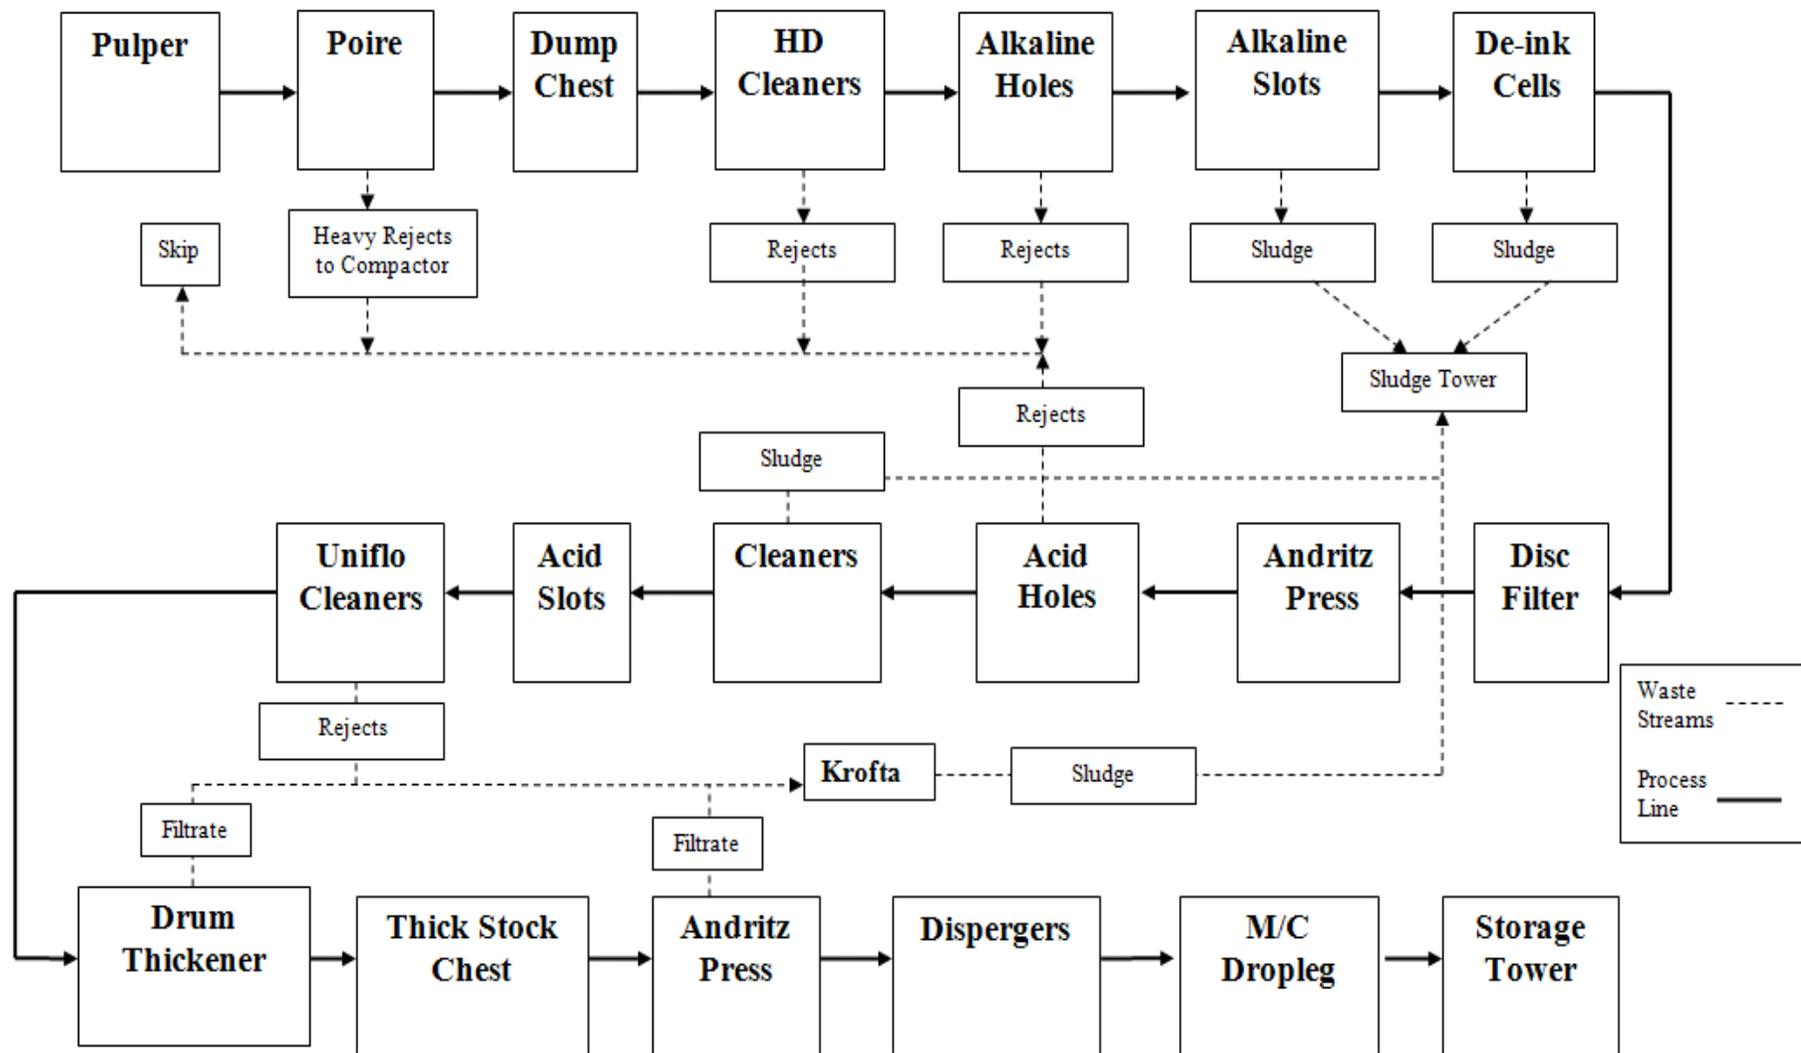 Pulper
Poire
Dump
Chest
HD
Cleaners
Alkaline
Holes
Alkaline
Slots
De-ink
Cells
Skip
Heavy Rejects
to Compactor
Rejects
Rejects
Sludge
Sludge
Sludge Tower
Rejects
Sludge
Uniflo
Cleaners
Acid
Slots
Cleaners
Acid
Holes
Andritz
Press
Disc
Filter
Waste
Streams
Process
Line
Rejects
Krofta
Sludge
Filtrate
Filtrate
Drum
Thickener
Thick Stock
Chest
Andritz
Press
Dispergers
M/C
Dropleg
Storage
Tower